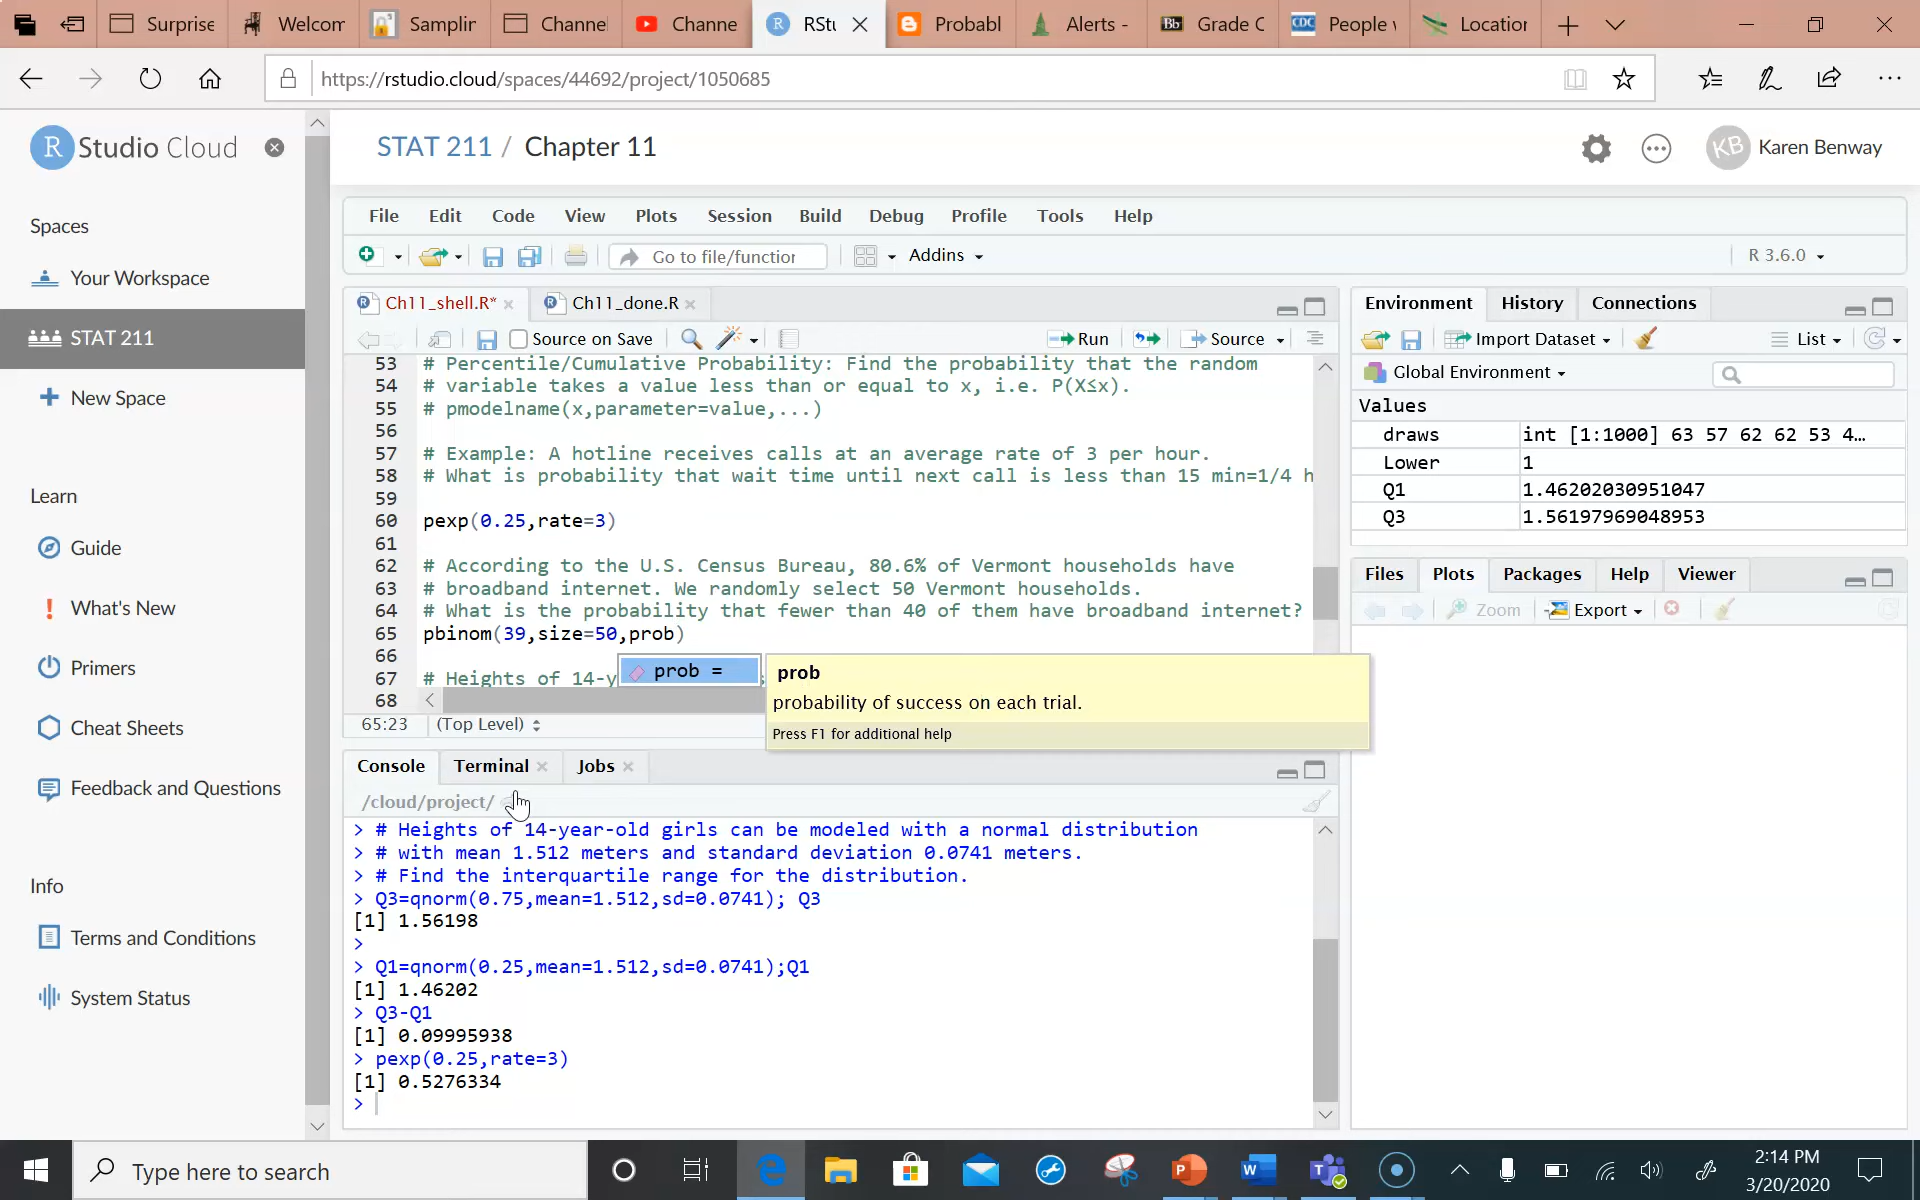 Surprise
Welcom
Samplir
Channe
Channe
RStu
Probabl
Alerts -
Bb Grade C
CDC People
Location
https://rstudio.cloud/spaces/44692/project/1050685
R Studio Cloud
STAT 211 / Chapter 11
KB Karen Benway
Spaces
Your Workspace
STAT 211
New Space
Learn
Guide
What's New
Primers
Cheat Sheets
Feedback and Questions
Info
Terms and Conditions
System Status
File Edit Code View Plots Session Build Debug Profile Tools Help
Go to file/function Addins R 3.6.0
Ch11_shell.R* Ch11_done.R
Source on Save Run Source
53 # Percentile/Cumulative Probability: Find the probability that the random
54 # variable takes a value less than or equal to x, i.e. P(X≤x).
55 # pmodelname(x,parameter=value,...)
56
57 # Example: A hotline receives calls at an average rate of 3 per hour.
58 # What is probability that wait time until next call is less than 15 min=1/4 h
59
60 pexp(0.25,rate=3)
61
62 # According to the U.S. Census Bureau, 80.6% of Vermont households have
63 # broadband internet. We randomly select 50 Vermont households.
64 # What is the probability that fewer than 40 of them have broadband internet?
65 pbinom(39,size=50,prob)
66
67 # Heights of 14-y
68
prob =
prob
probability of success on each trial.
Press F1 for additional help
65:23 (Top Level)
Console Terminal Jobs
/cloud/project/
> # Heights of 14-year-old girls can be modeled with a normal distribution
> # with mean 1.512 meters and standard deviation 0.0741 meters.
> # Find the interquartile range for the distribution.
> Q3=qnorm(0.75,mean=1.512,sd=0.0741); Q3
[1] 1.56198
>
> Q1=qnorm(0.25,mean=1.512,sd=0.0741);Q1
[1] 1.46202
> Q3-Q1
[1] 0.09995938
> pexp(0.25,rate=3)
[1] 0.5276334
>
Environment History Connections
Import Dataset List
Global Environment
Values
draws int [1:1000] 63 57 62 62 53 4…
Lower 1
Q1 1.46202030951047
Q3 1.56197969048953
Files Plots Packages Help Viewer
Zoom Export
Type here to search
2:14 PM
3/20/2020